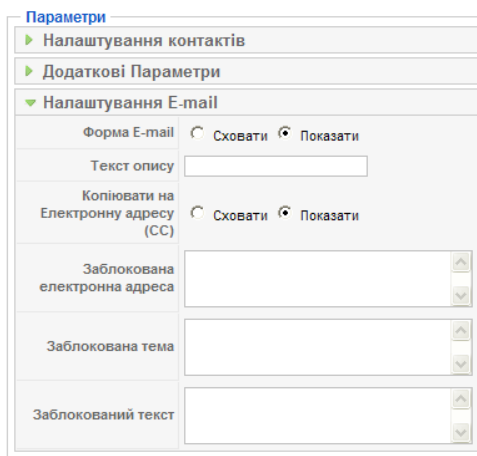 Параметри
Налаштування контактів
Додаткові Параметри
Налаштування E-mail
Форма E-mail Сховати Показати
Текст опису
Копіювати на
Електронну адресу
(CC) Сховати Показати
Заблокована
електронна адреса
Заблокована тема
Заблокований текст